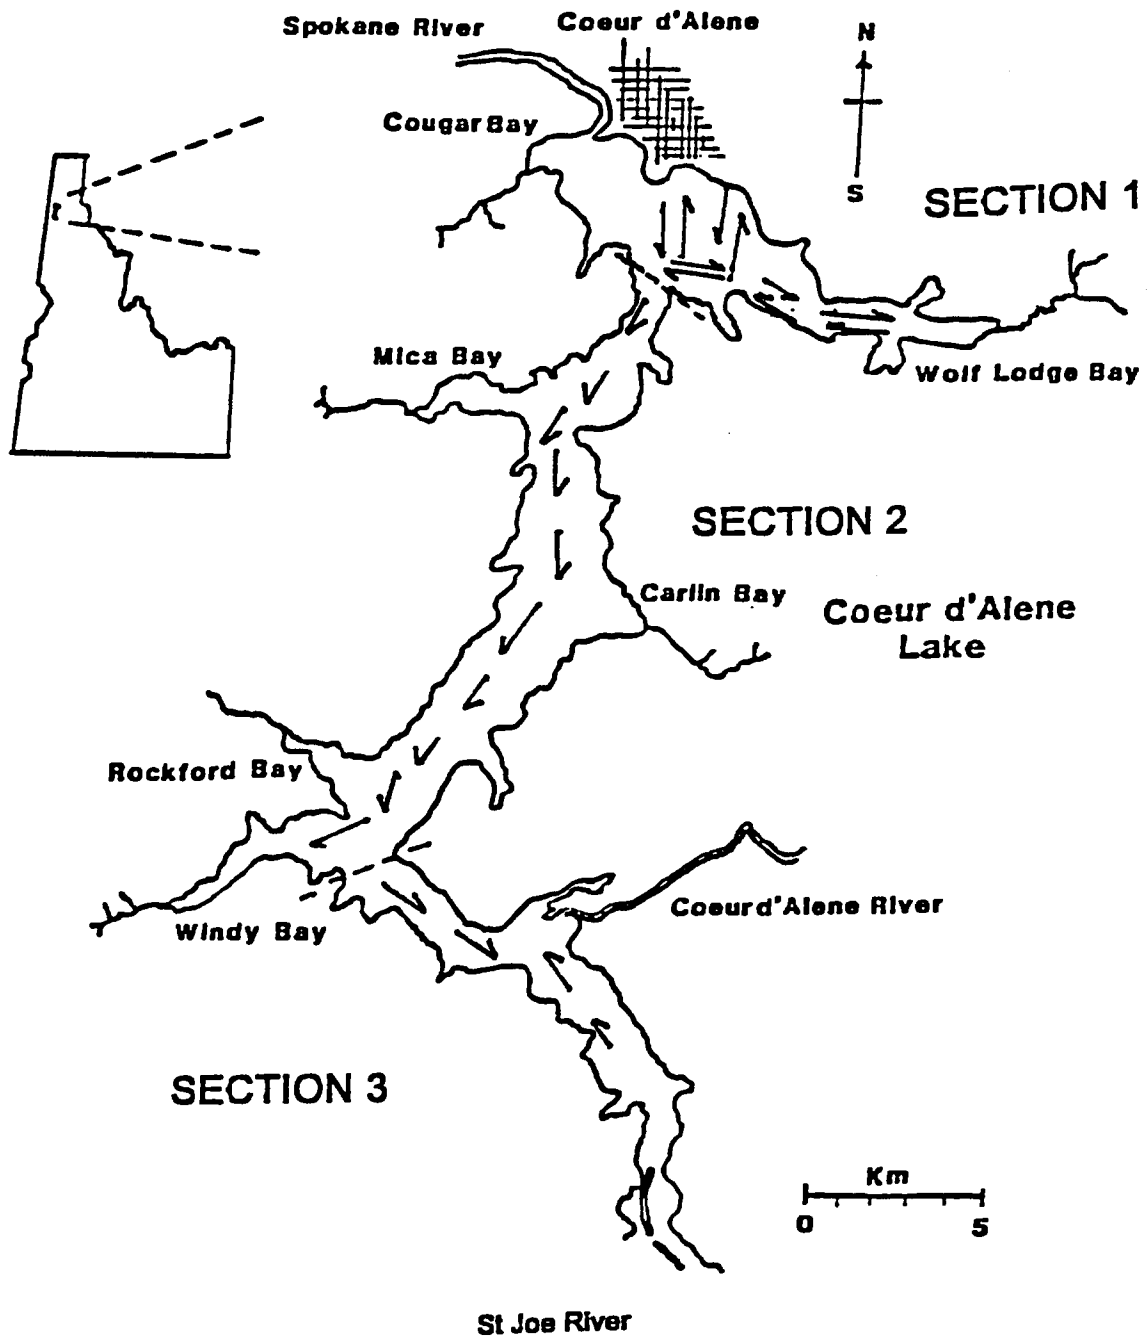 Spokane River
Coeur d'Alene
N
Cougar Bay
S
SECTION 1
Mica Bay
Wolf Lodge Bay
SECTION 2
Carlin Bay
Coeur d'Alene
Lake
Rockford Bay
Coeur d'Alene River
Windy Bay
SECTION 3
Km
0 5
St Joe River